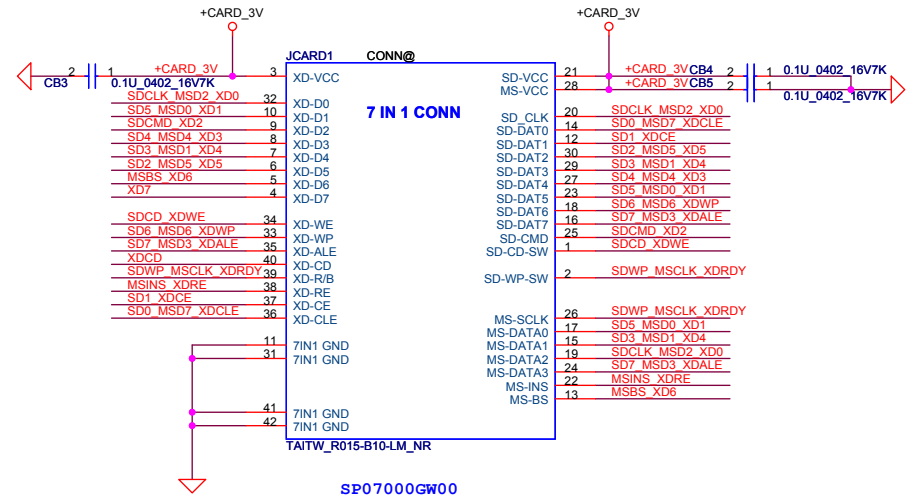 +CARD_3V
+CARD_3V
JCARD1 CONN@
7 IN 1 CONN
CB3 2 1 +CARD_3V 3 XD-VCC
0.1U_0402_16V7K
SDCLK_MSD2_XD0 32 XD-D0
SD5_MSD0_XD1 10 XD-D1
SDCMD_XD2 9 XD-D2
SD4_MSD4_XD3 8 XD-D3
SD3_MSD1_XD4 7 XD-D4
SD2_MSD5_XD5 6 XD-D5
MSBS_XD6 5 XD-D6
XD7 4 XD-D7
SDCD_XDWE 34 XD-WE
SD6_MSD6_XDWP 33 XD-WP
SD7_MSD3_XDALE 35 XD-ALE
XDCD 40 XD-CD
SDWP_MSCLK_XDRDY 39 XD-R/B
MSINS_XDRE 38 XD-RE
SD1_XDCE 37 XD-CE
SD0_MSD7_XDCLE 36 XD-CLE
11 7IN1 GND
31 7IN1 GND
41 7IN1 GND
42 7IN1 GND
SD-VCC 21 +CARD_3V CB4 2 1 0.1U_0402_16V7K
MS-VCC 28 +CARD_3V CB5 2 1 0.1U_0402_16V7K
SD_CLK 20 SDCLK_MSD2_XD0
SD-DAT0 14 SD0_MSD7_XDCLE
SD-DAT1 12 SD1_XDCE
SD-DAT2 30 SD2_MSD5_XD5
SD-DAT3 29 SD3_MSD1_XD4
SD-DAT4 27 SD4_MSD4_XD3
SD-DAT5 23 SD5_MSD0_XD1
SD-DAT6 18 SD6_MSD6_XDWP
SD-DAT7 16 SD7_MSD3_XDALE
SD-CMD 25 SDCMD_XD2
SD-CD-SW 1 SDCD_XDWE
SD-WP-SW 2 SDWP_MSCLK_XDRDY
MS-SCLK 26 SDWP_MSCLK_XDRDY
MS-DATA0 17 SD5_MSD0_XD1
MS-DATA1 15 SD3_MSD1_XD4
MS-DATA2 19 SDCLK_MSD2_XD0
MS-DATA3 24 SD7_MSD3_XDALE
MS-INS 22 MSINS_XDRE
MS-BS 13 MSBS_XD6
TAITW_R015-B10-LM_NR
SP07000GW00